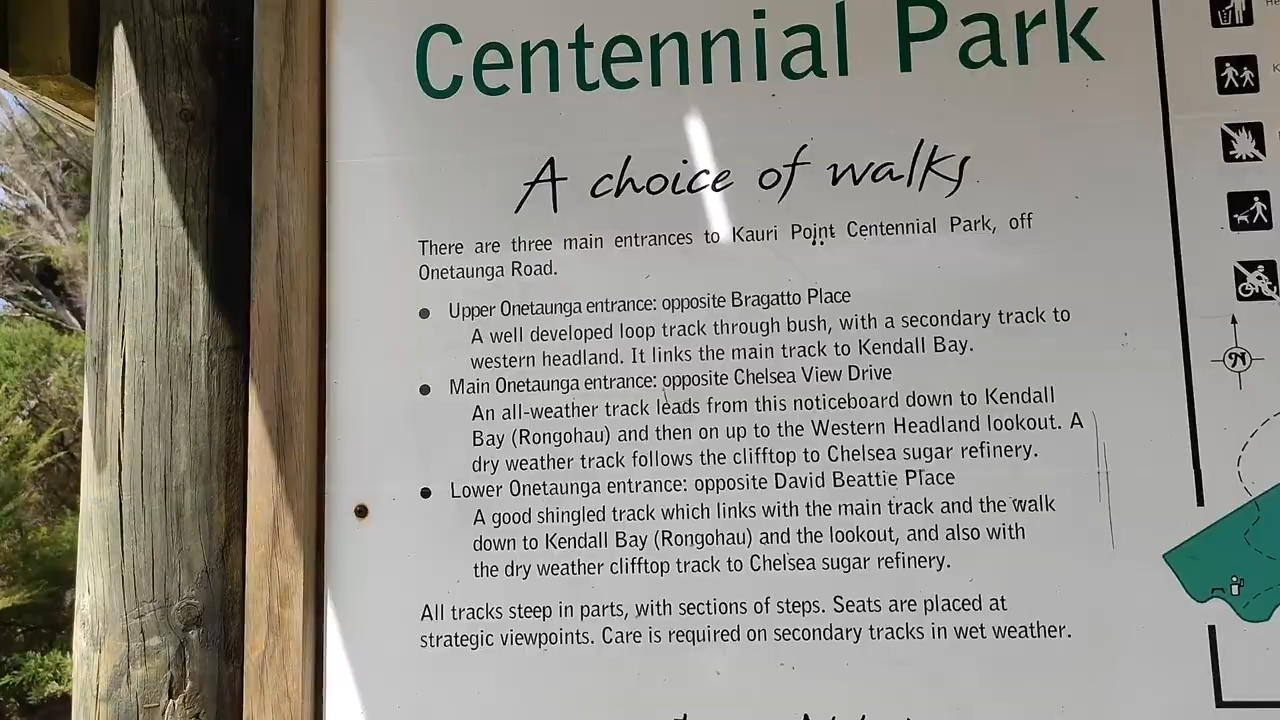 Centennial Park
A choice of walks
There are three main entrances to Kauri Point Centennial Park, off
Onetaunga Road.
• Upper Onetaunga entrance: opposite Bragatto Place
A well developed loop track through bush, with a secondary track to
western headland. It links the main track to Kendall Bay.
• Main Onetaunga entrance: opposite Chelsea View Drive
An all-weather track leads from this noticeboard down to Kendall
Bay (Rongohau) and then on up to the Western Headland lookout. A
dry weather track follows the clifftop to Chelsea sugar refinery.
• Lower Onetaunga entrance: opposite David Beattie Place
A good shingled track which links with the main track and the walk
down to Kendall Bay (Rongohau) and the lookout, and also with
the dry weather clifftop track to Chelsea sugar refinery.
All tracks steep in parts, with sections of steps. Seats are placed at
strategic viewpoints. Care is required on secondary tracks in wet weather.
N